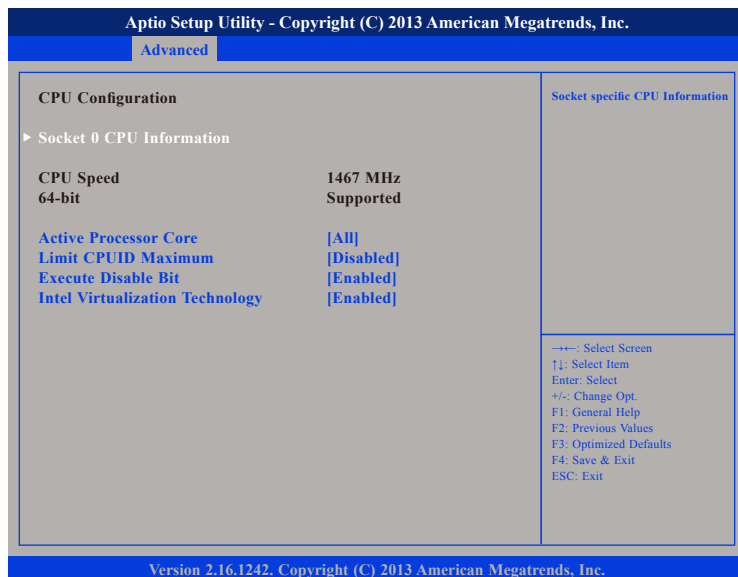 Aptio Setup Utility - Copyright (C) 2013 American Megatrends, Inc.
Advanced
CPU Configuration
Socket 0 CPU Information
CPU Speed 1467 MHz
64-bit Supported
Active Processor Core [All]
Limit CPUID Maximum [Disabled]
Execute Disable Bit [Enabled]
Intel Virtualization Technology [Enabled]
Socket specific CPU Information
→←: Select Screen
↑↓: Select Item
Enter: Select
+/-: Change Opt.
F1: General Help
F2: Previous Values
F3: Optimized Defaults
F4: Save & Exit
ESC: Exit
Version 2.16.1242. Copyright (C) 2013 American Megatrends, Inc.